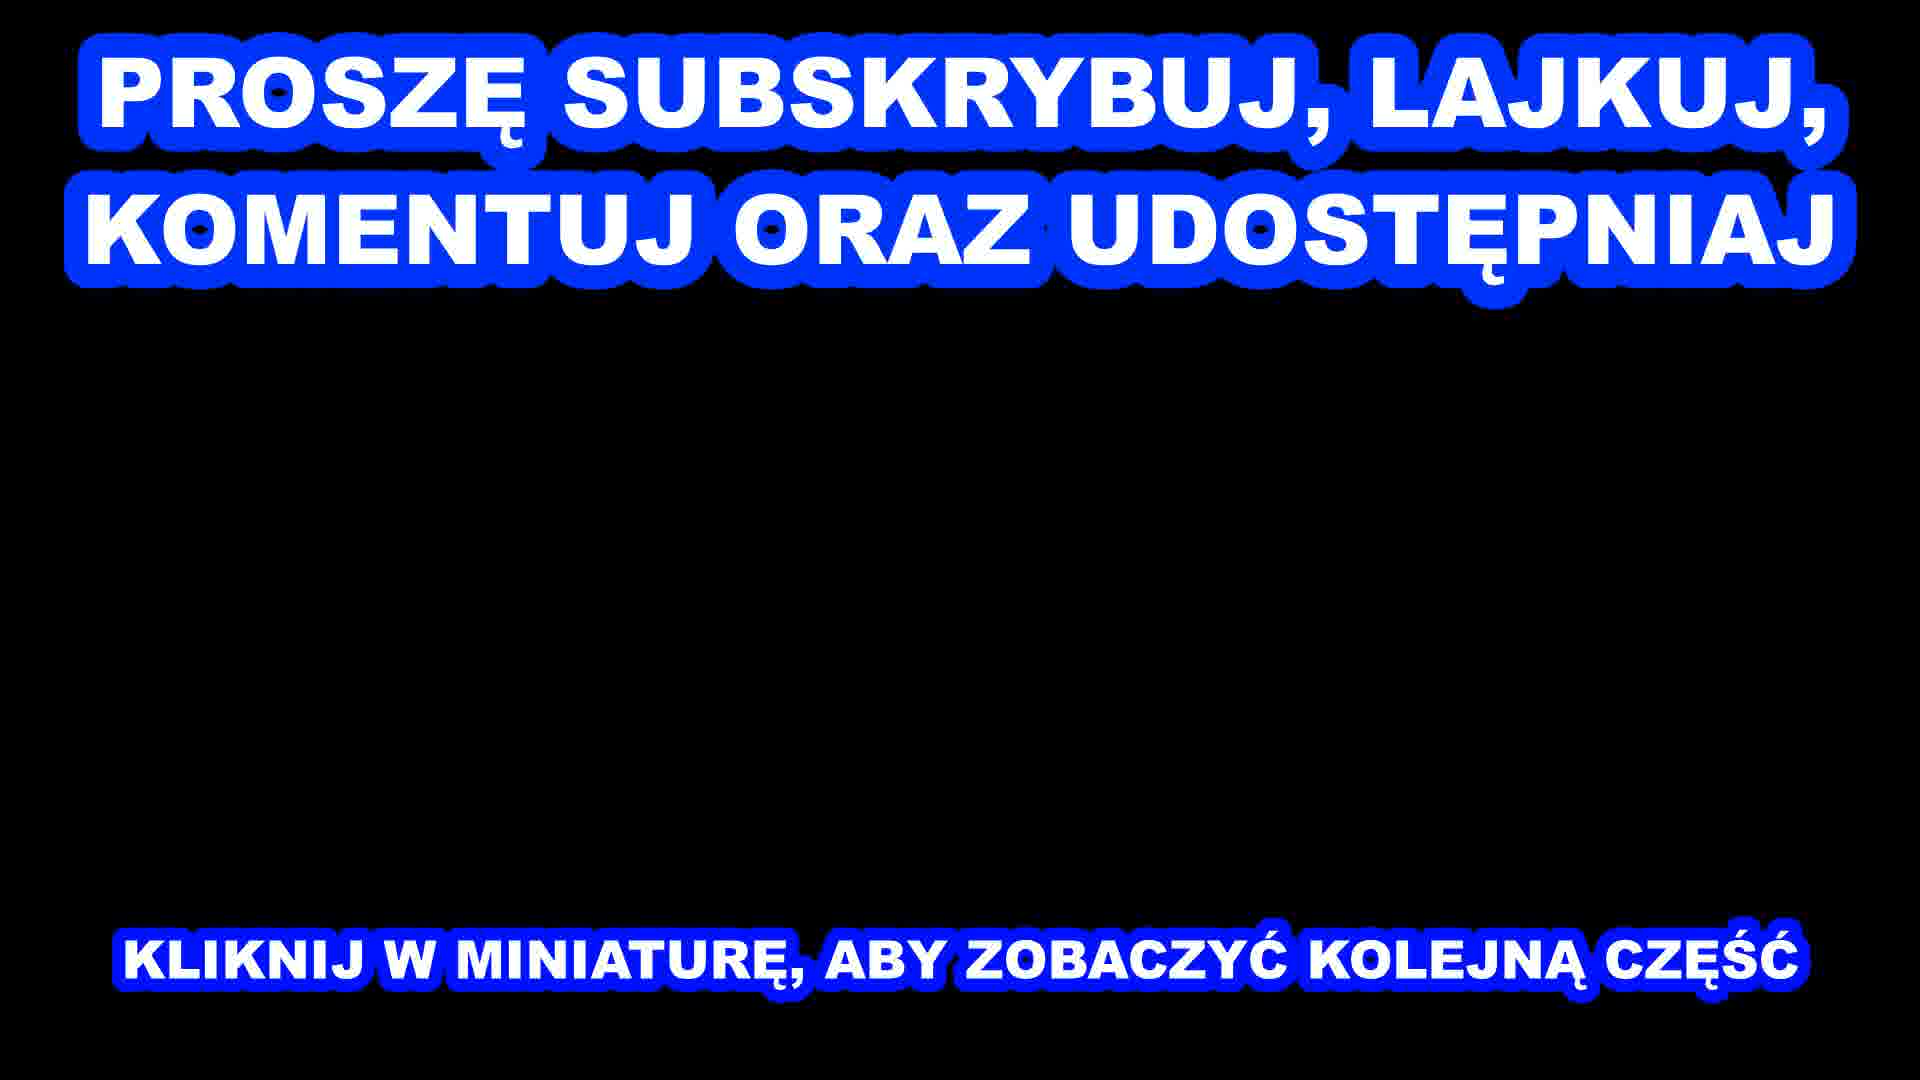 PROSZĘ SUBSKRYBUJ, LAJKUJ,
KOMENTUJ ORAZ UDOSTĘPNIAJ
KLIKNIJ W MINIATURĘ, ABY ZOBACZYĆ KOLEJNĄ CZĘŚĆ